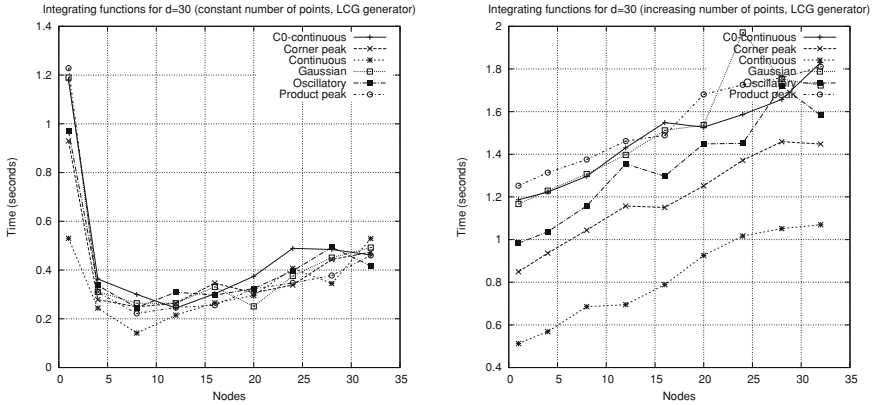 Integrating functions for d=30 (constant number of points, LCG generator)
C0-continuous
Corner peak
Continuous
Gaussian
Oscillatory
Product peak
1.4
1.2
1
0.8
0.6
0.4
0.2
0
Time (seconds)
0 5 10 15 20 25 30 35
Nodes
Integrating functions for d=30 (increasing number of points, LCG generator)
C0-continuous
Corner peak
Continuous
Gaussian
Oscillatory
Product peak
2
1.8
1.6
1.4
1.2
1
0.8
0.6
0.4
Time (seconds)
0 5 10 15 20 25 30 35
Nodes